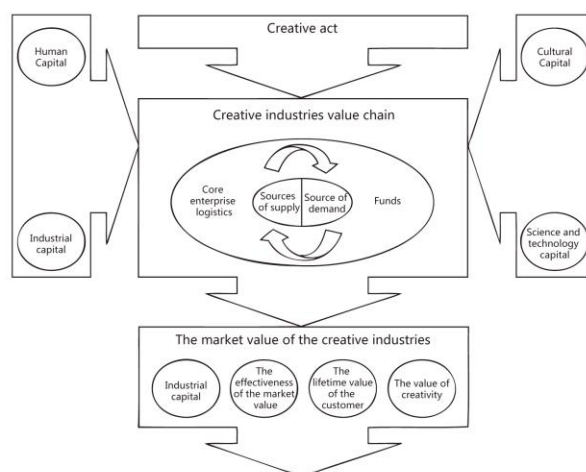 Creative act
Human
Capital
Cultural
Capital
Creative industries value chain
Core
enterprise
logistics
Sources
of supply
Source of
demand
Funds
Industrial
capital
Science and
technology
capital
The market value of the creative industries
Industrial
capital
The
effectiveness
of the market
value
The
lifetime value
of the
customer
The value of
creativity